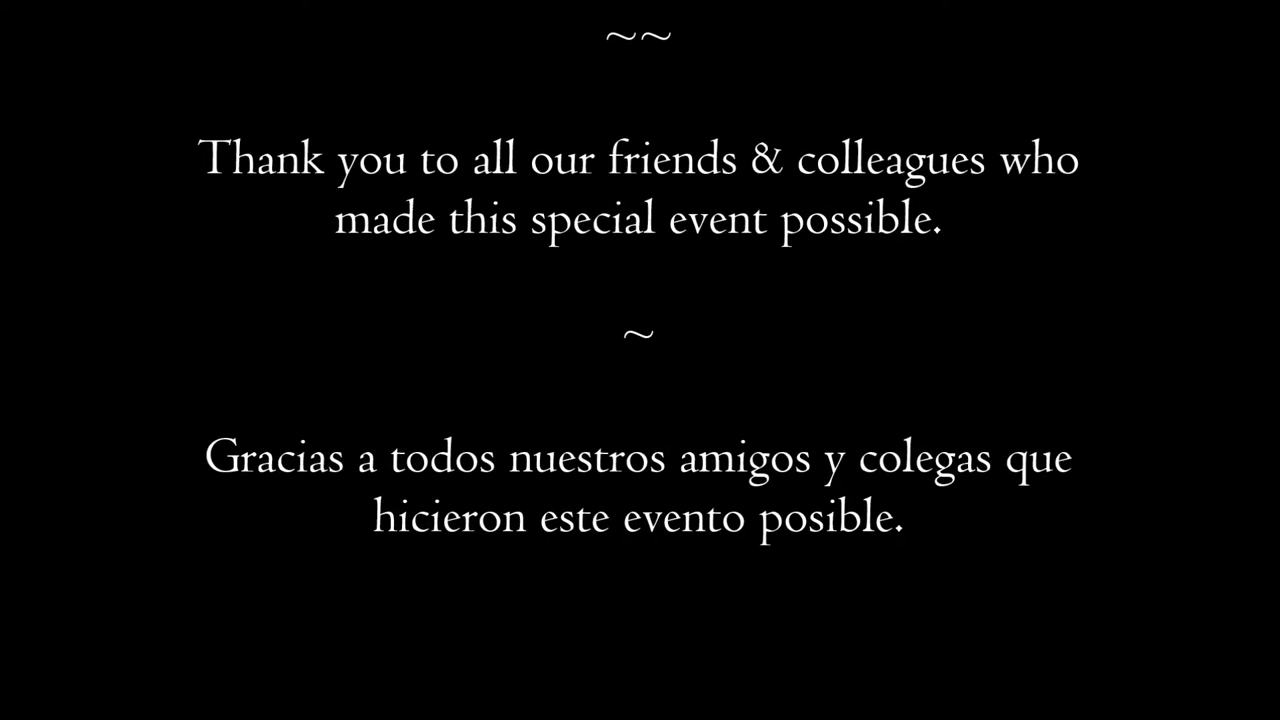 ~~
Thank you to all our friends & colleagues who
made this special event possible.
~
Gracias a todos nuestros amigos y colegas que
hicieron este evento posible.